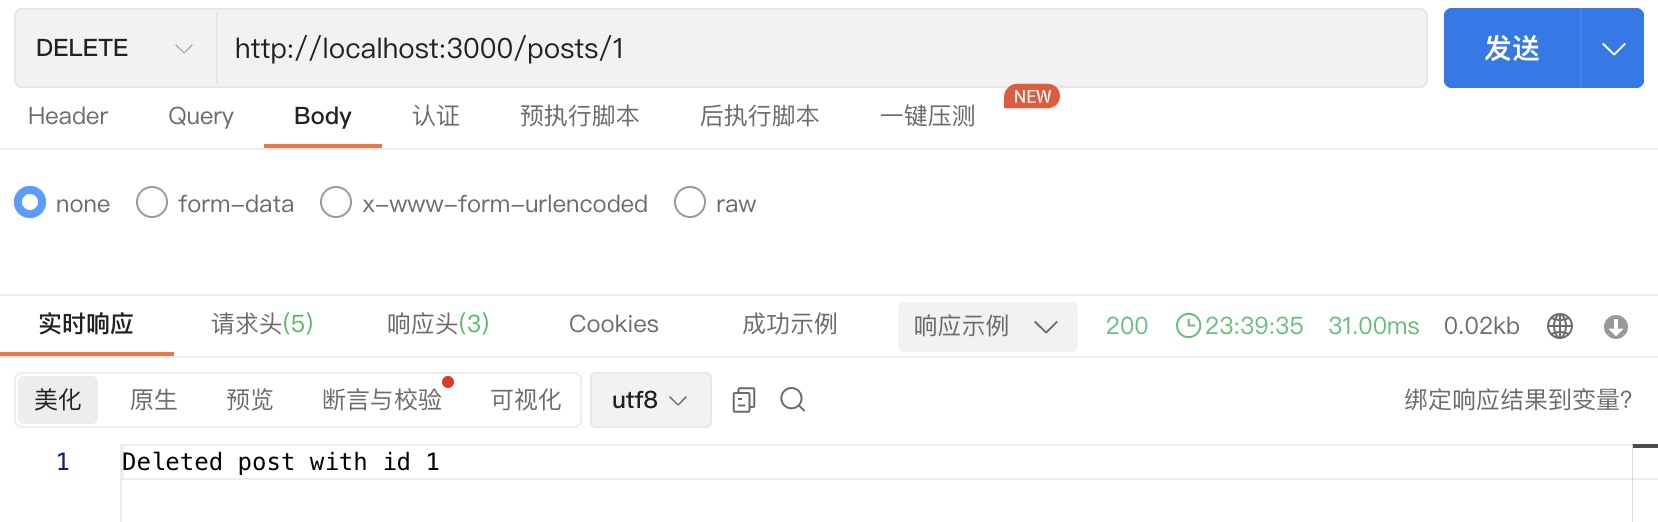 DELETE http://localhost:3000/posts/1 发送
Header Query Body 认证 预执行脚本 后执行脚本 一键压测 NEW
none form-data x-www-form-urlencoded raw
实时响应 请求头(5) 响应头(3) Cookies 成功示例 响应示例 200 23:39:35 31.00ms 0.02kb
美化 原生 预览 断言与校验 可视化 utf8 绑定响应结果到变量?
1 Deleted post with id 1